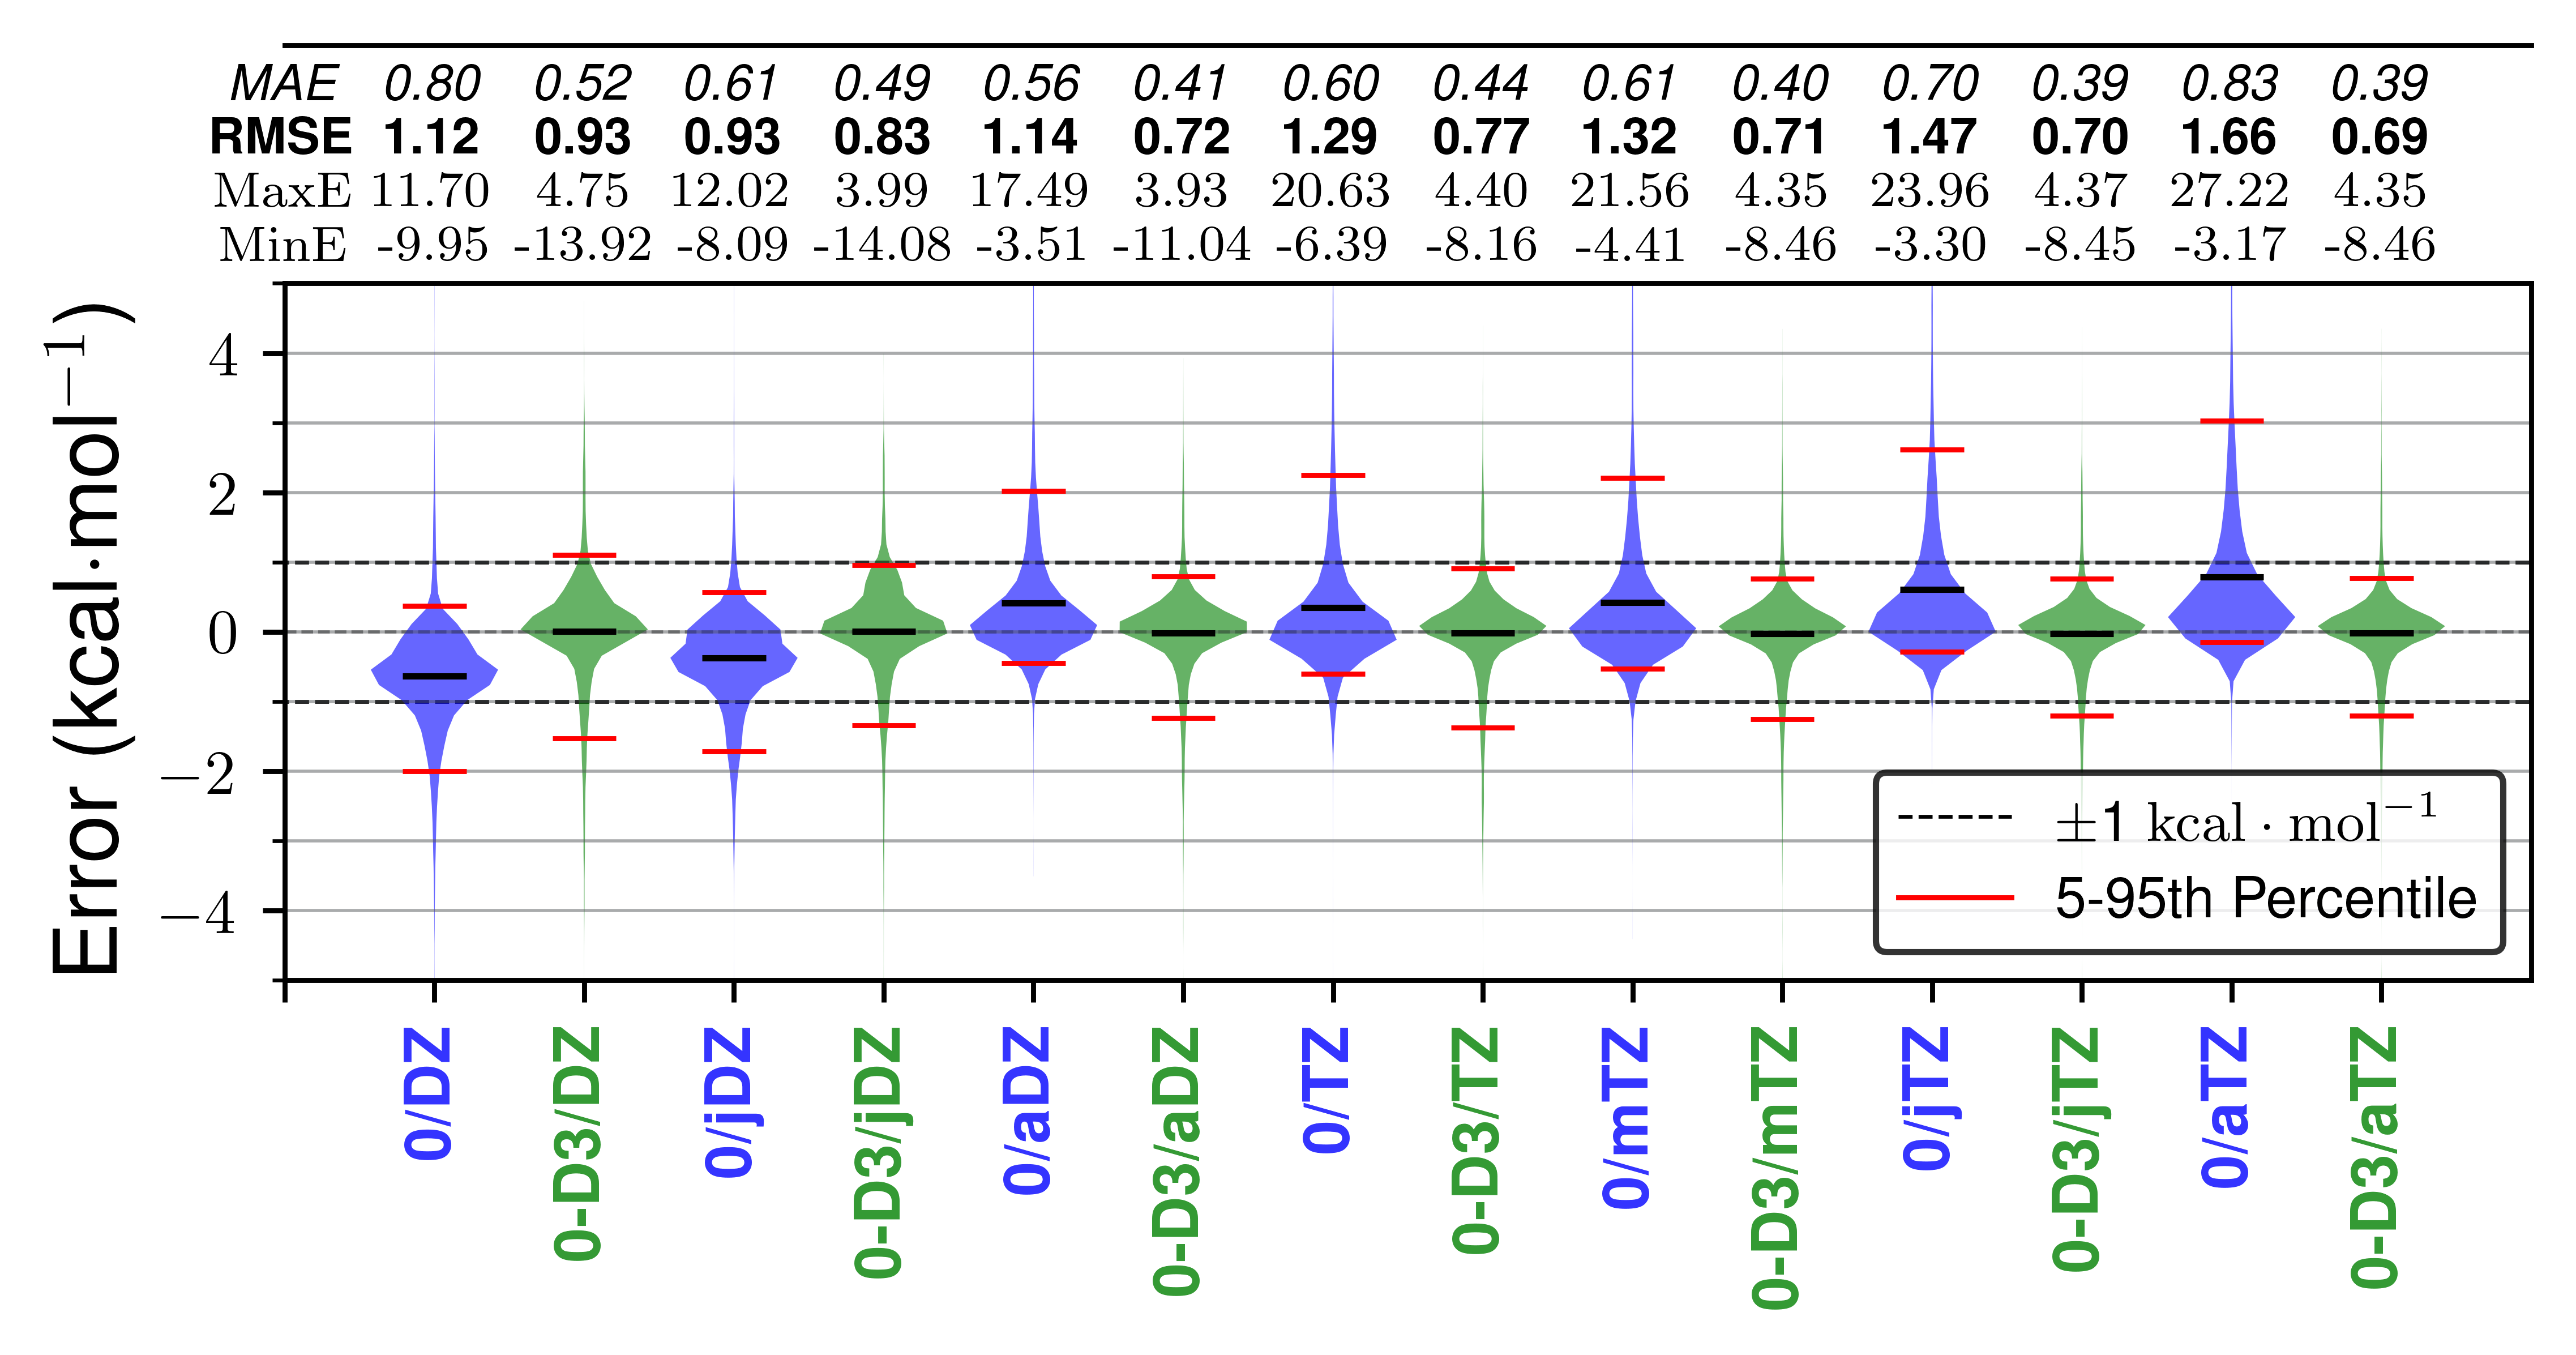 MAE 0.80 0.52 0.61 0.49 0.56 0.41 0.60 0.44 0.61 0.40 0.70 0.39 0.83 0.39
RMSE 1.12 0.93 0.93 0.83 1.14 0.72 1.29 0.77 1.32 0.71 1.47 0.70 1.66 0.69
MaxE 11.70 4.75 12.02 3.99 17.49 3.93 20.63 4.40 21.56 4.35 23.96 4.37 27.22 4.35
MinE -9.95 -13.92 -8.09 -14.08 -3.51 -11.04 -6.39 -8.16 -4.41 -8.46 -3.30 -8.45 -3.17 -8.46
Error (kcal·mol⁻¹)
4
2
0
−2
−4
±1 kcal · mol⁻¹
5-95th Percentile
0/DZ
0-D3/DZ
0/jDZ
0-D3/jDZ
0/aDZ
0-D3/aDZ
0/TZ
0-D3/TZ
0/mTZ
0-D3/mTZ
0/jTZ
0-D3/jTZ
0/aTZ
0-D3/aTZ